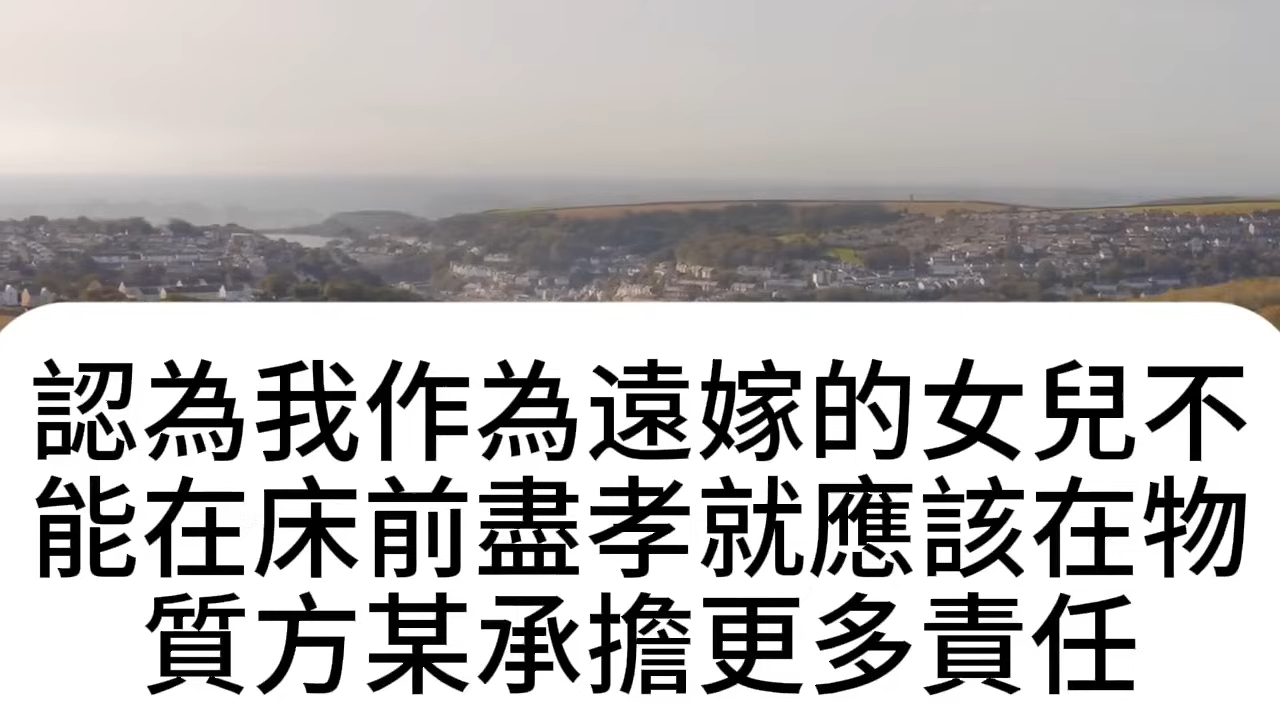 認為我作為遠嫁的女兒不
能在床前盡孝就應該在物
質方某承擔更多責任